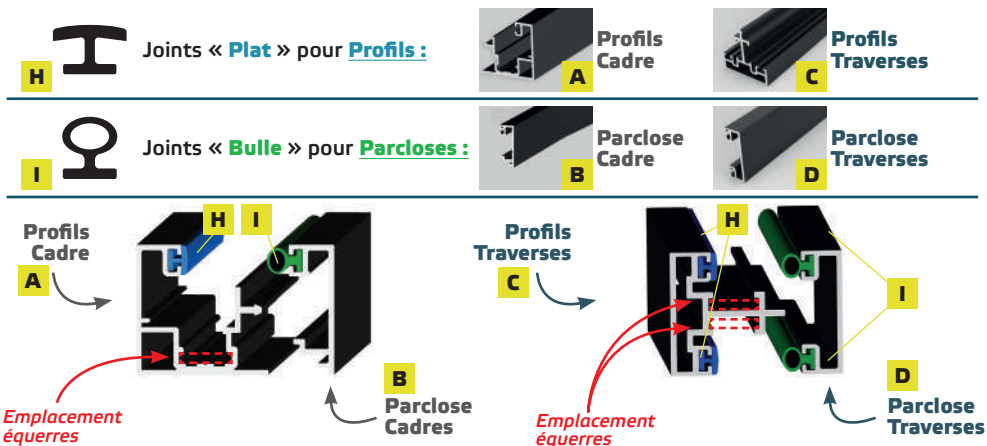 H
Joints « Plat » pour Profils :
A
Profils
Cadre
C
Profils
Traverses
I
Joints « Bulle » pour Parcloses :
B
Parclose
Cadre
D
Parclose
Traverses
Profils
Cadre
A
H
I
Emplacement
équerres
B
Parclose
Cadres
Profils
Traverses
C
H
I
Emplacement
équerres
D
Parclose
Traverses